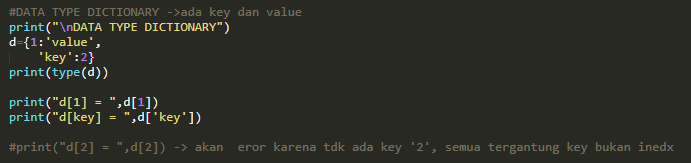 #DATA TYPE DICTIONARY ->ada key dan value
print("\nDATA TYPE DICTIONARY")
d={1:'value',
    'key':2}
print(type(d))

print("d[1] = ",d[1])
print("d[key] = ",d['key'])

#print("d[2] = ",d[2]) -> akan  eror karena tdk ada key '2', semua tergantung key bukan inedx